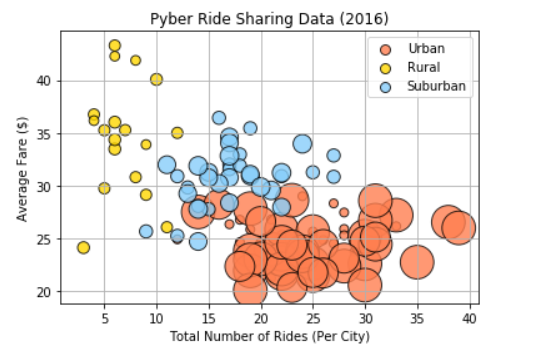 Pyber Ride Sharing Data (2016)
Urban
Rural
Suburban
40
35
30
25
20
Average Fare ($)
5 10 15 20 25 30 35 40
Total Number of Rides (Per City)